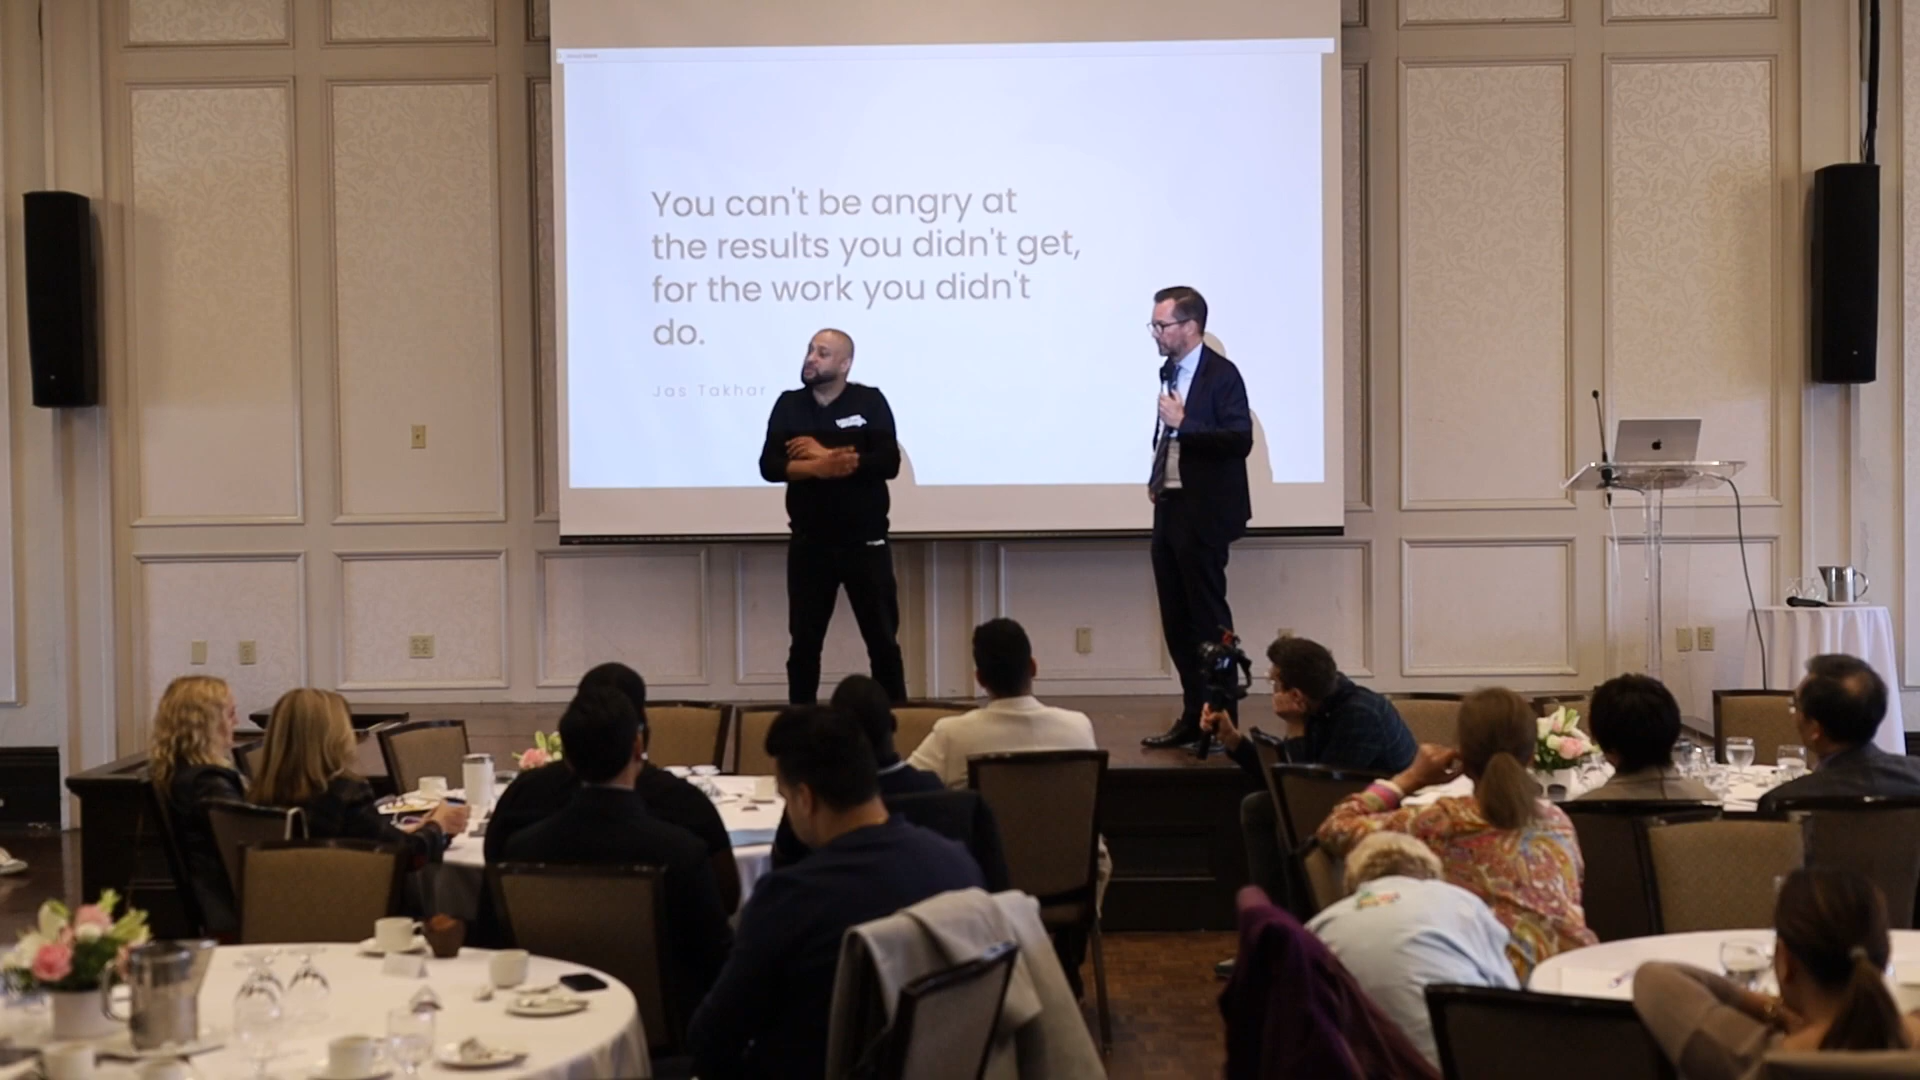 You can't be angry at
the results you didn't get,
for the work you didn't
do.
Jas Takhar